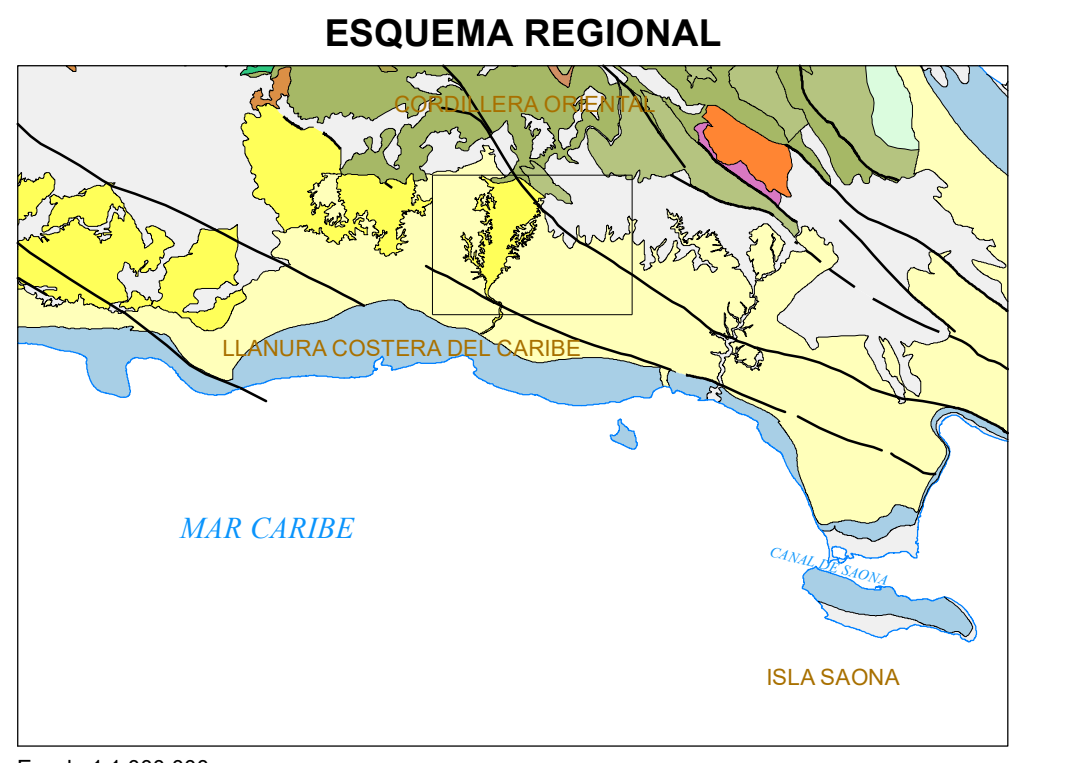 ESQUEMA REGIONAL
CORDILLERA ORIENTAL
LLANURA COSTERA DEL CARIBE
MAR CARIBE
CANAL DE SAONA
ISLA SAONA